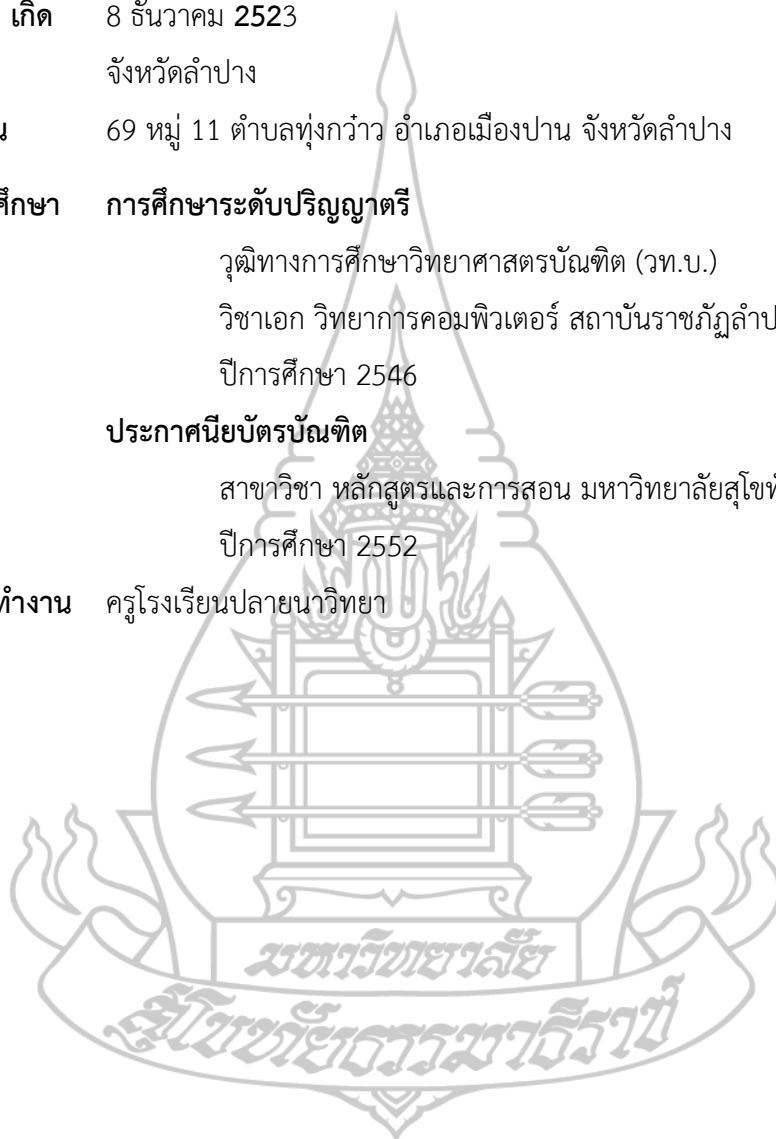 เกิด 8 ธันวาคม 2523
จังหวัดลำปาง
69 หมู่ 11 ตำบลทุ่งกว๋าว อำเภอเมืองปาน จังหวัดลำปาง
ศึกษา การศึกษาระดับปริญญาตรี
วุฒิทางการศึกษาวิทยาศาสตรบัณฑิต (วท.บ.)
วิชาเอก วิทยาการคอมพิวเตอร์ สถาบันราชภัฏลำป
ปีการศึกษา 2546
ประกาศนียบัตรบัณฑิต
สาขาวิชา หลักสูตรและการสอน มหาวิทยาลัยสุโขทั
ปีการศึกษา 2552
ทำงาน ครูโรงเรียนปลายนาวิทยา
มหาวิทยาลัย
สุโขทัยธรรมาธิราช